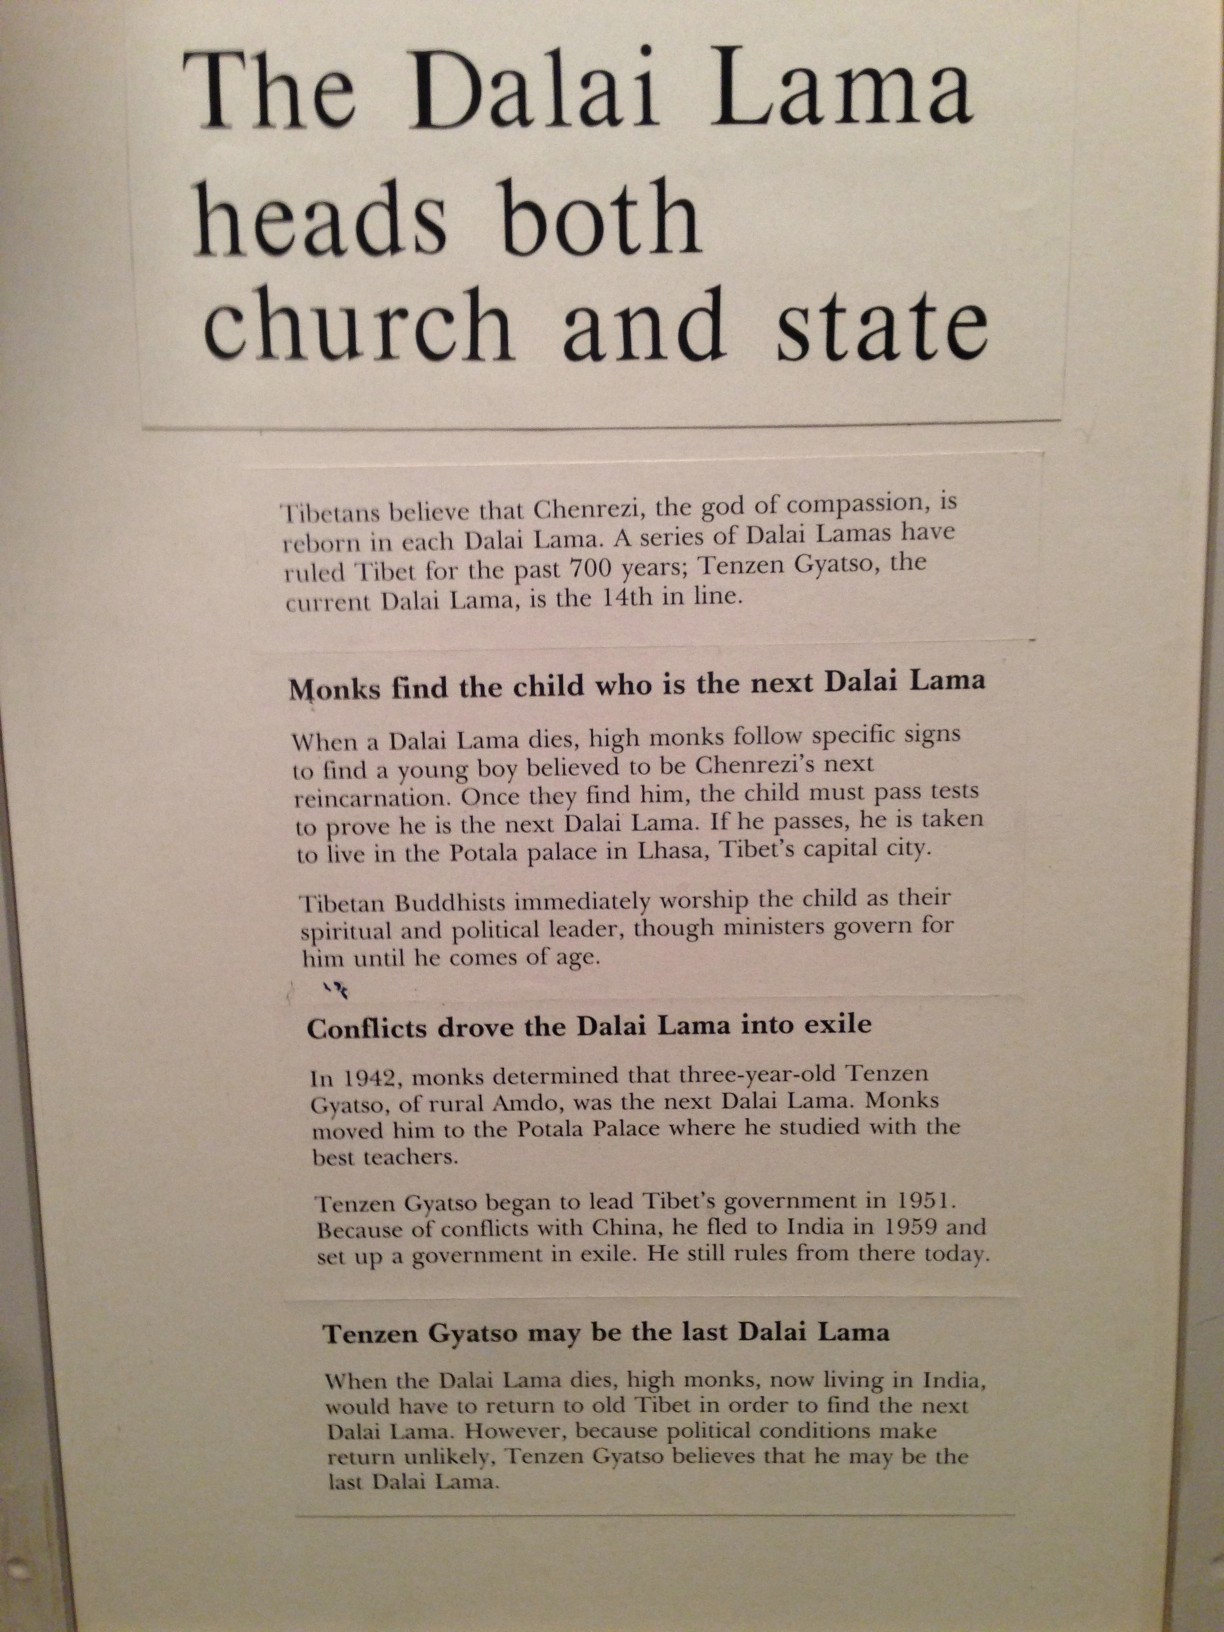 The Dalai Lama
heads both
church and state
Tibetans believe that Chenrezi, the god of compassion, is
reborn in each Dalai Lama. A series of Dalai Lamas have
ruled Tibet for the past 700 years; Tenzen Gyatso, the
current Dalai Lama, is the 14th in line.
Monks find the child who is the next Dalai Lama
When a Dalai Lama dies, high monks follow specific signs
to find a young boy believed to be Chenrezi's next
reincarnation. Once they find him, the child must pass tests
to prove he is the next Dalai Lama. If he passes, he is taken
to live in the Potala palace in Lhasa, Tibet's capital city.
Tibetan Buddhists immediately worship the child as their
spiritual and political leader, though ministers govern for
him until he comes of age.
Conflicts drove the Dalai Lama into exile
In 1942, monks determined that three-year-old Tenzen
Gyatso, of rural Amdo, was the next Dalai Lama. Monks
moved him to the Potala Palace where he studied with the
best teachers.
Tenzen Gyatso began to lead Tibet's government in 1951.
Because of conflicts with China, he fled to India in 1959 and
set up a government in exile. He still rules from there today.
Tenzen Gyatso may be the last Dalai Lama
When the Dalai Lama dies, high monks, now living in India,
would have to return to old Tibet in order to find the next
Dalai Lama. However, because political conditions make
return unlikely, Tenzen Gyatso believes that he may be the
last Dalai Lama.